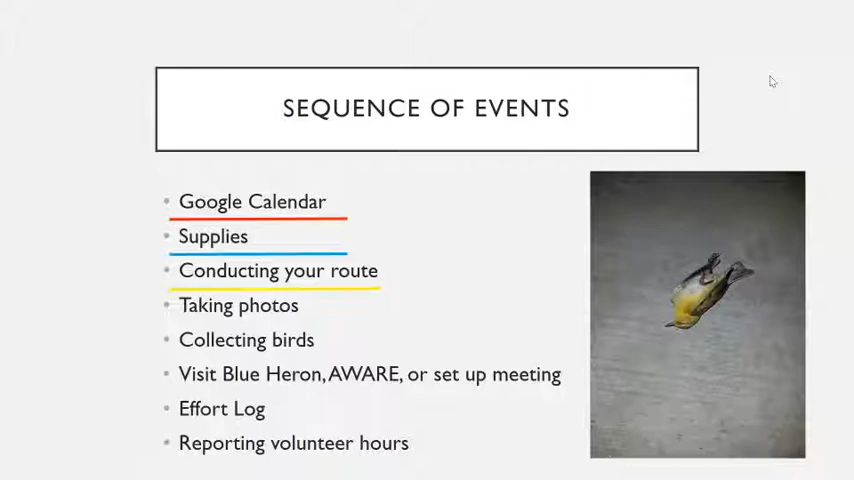 SEQUENCE OF EVENTS
Google Calendar
Supplies
Conducting your route
Taking photos
Collecting birds
Visit Blue Heron, AWARE, or set up meeting
Effort Log
Reporting volunteer hours